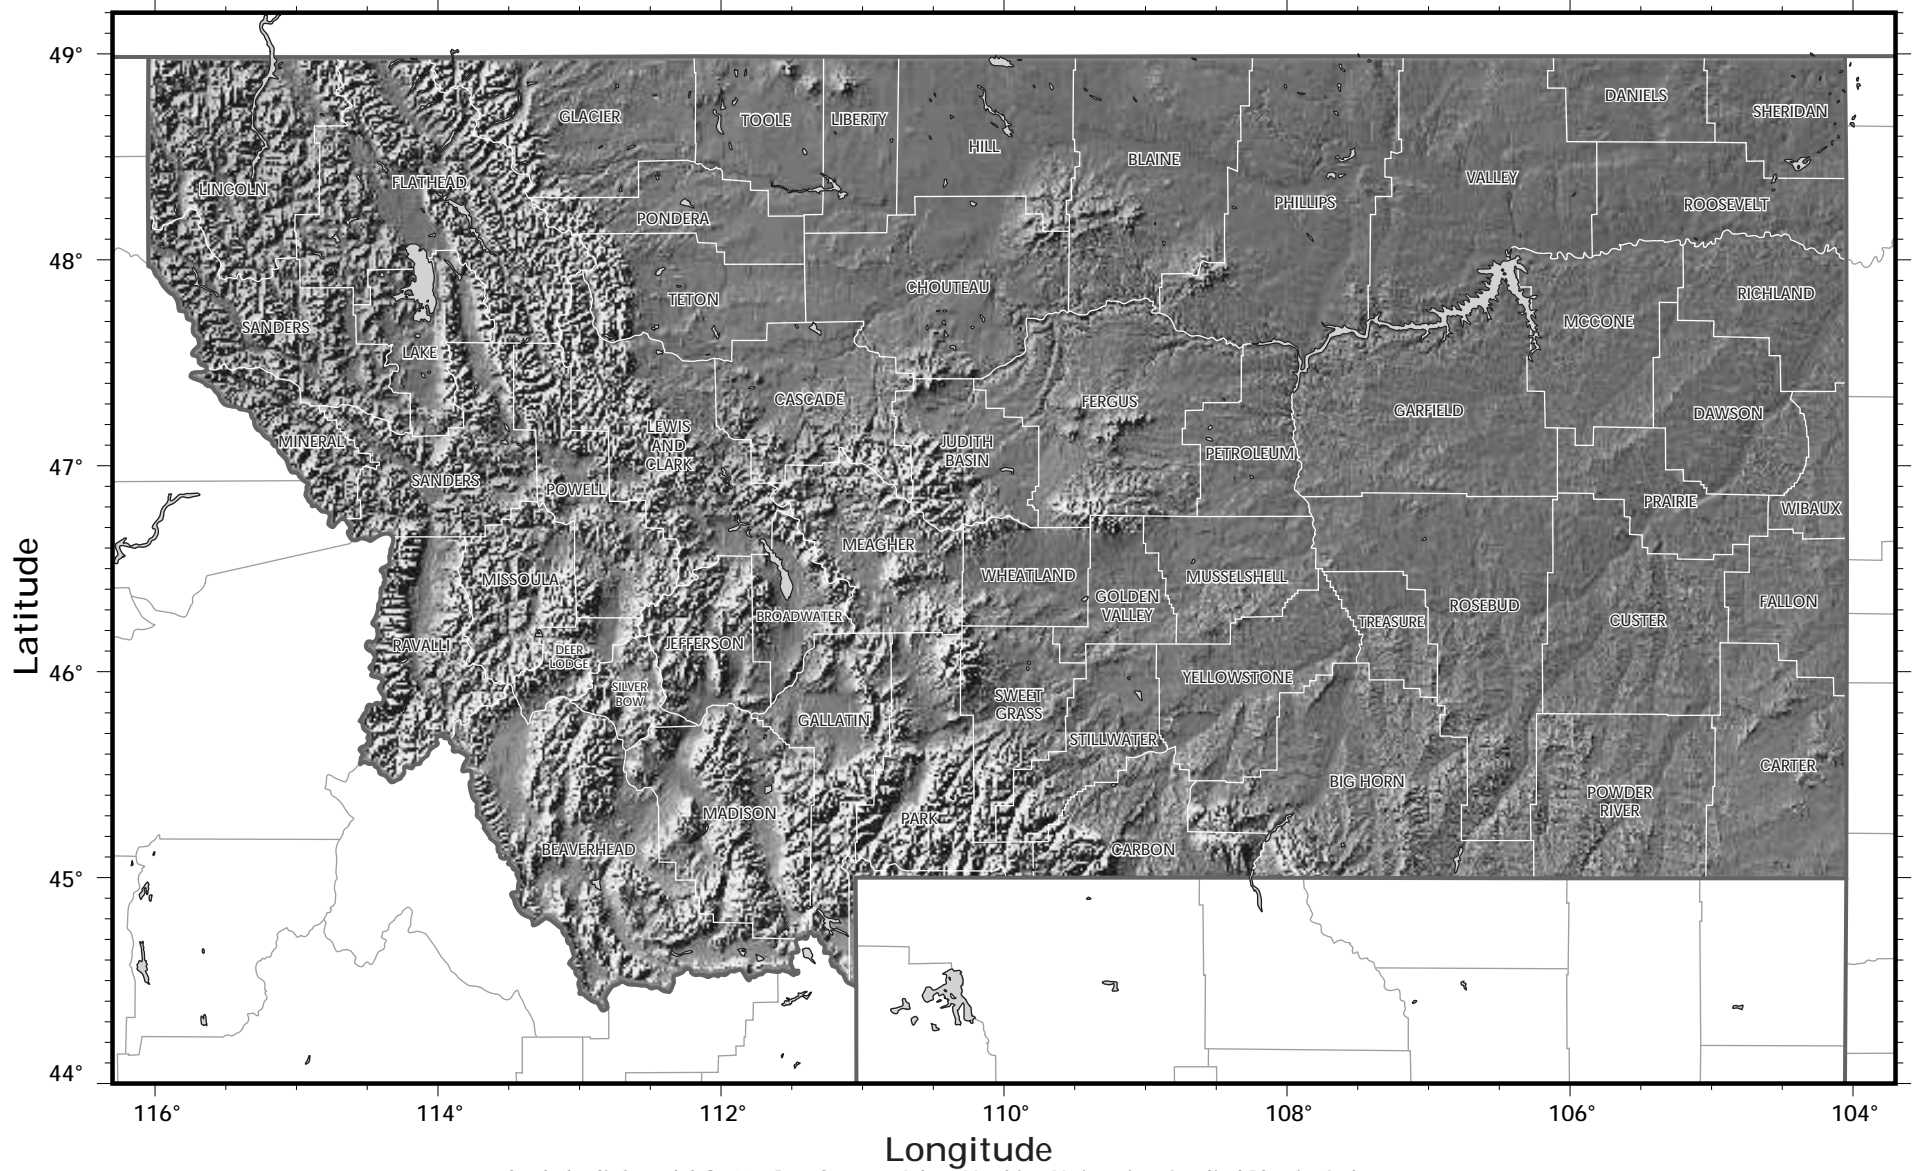 49°
48°
47°
46°
45°
44°
Latitude
GLACIER
TOOLE
LIBERTY
HILL
BLAINE
PHILLIPS
VALLEY
DANIELS
SHERIDAN
ROOSEVELT
LINCOLN
FLATHEAD
PONDERA
TETON
CHOUTEAU
RICHLAND
MCCONE
SANDERS
LAKE
CASCADE
FERGUS
GARFIELD
DAWSON
MINERAL
LEWIS
AND
CLARK
JUDITH
BASIN
PETROLEUM
SANDERS
POWELL
PRAIRIE
WIBAUX
MEAGHER
MISSOULA
WHEATLAND
GOLDEN
VALLEY
MUSSELSHELL
ROSEBUD
TREASURE
CUSTER
FALLON
BROADWATER
RAVALLI
DEER
LODGE
JEFFERSON
SILVER
BOW
GALLATIN
SWEET
GRASS
YELLOWSTONE
STILLWATER
BIG HORN
POWDER
RIVER
CARTER
MADISON
PARK
BEAVERHEAD
CARBON
116°
114°
112°
110°
108°
106°
104°
Longitude